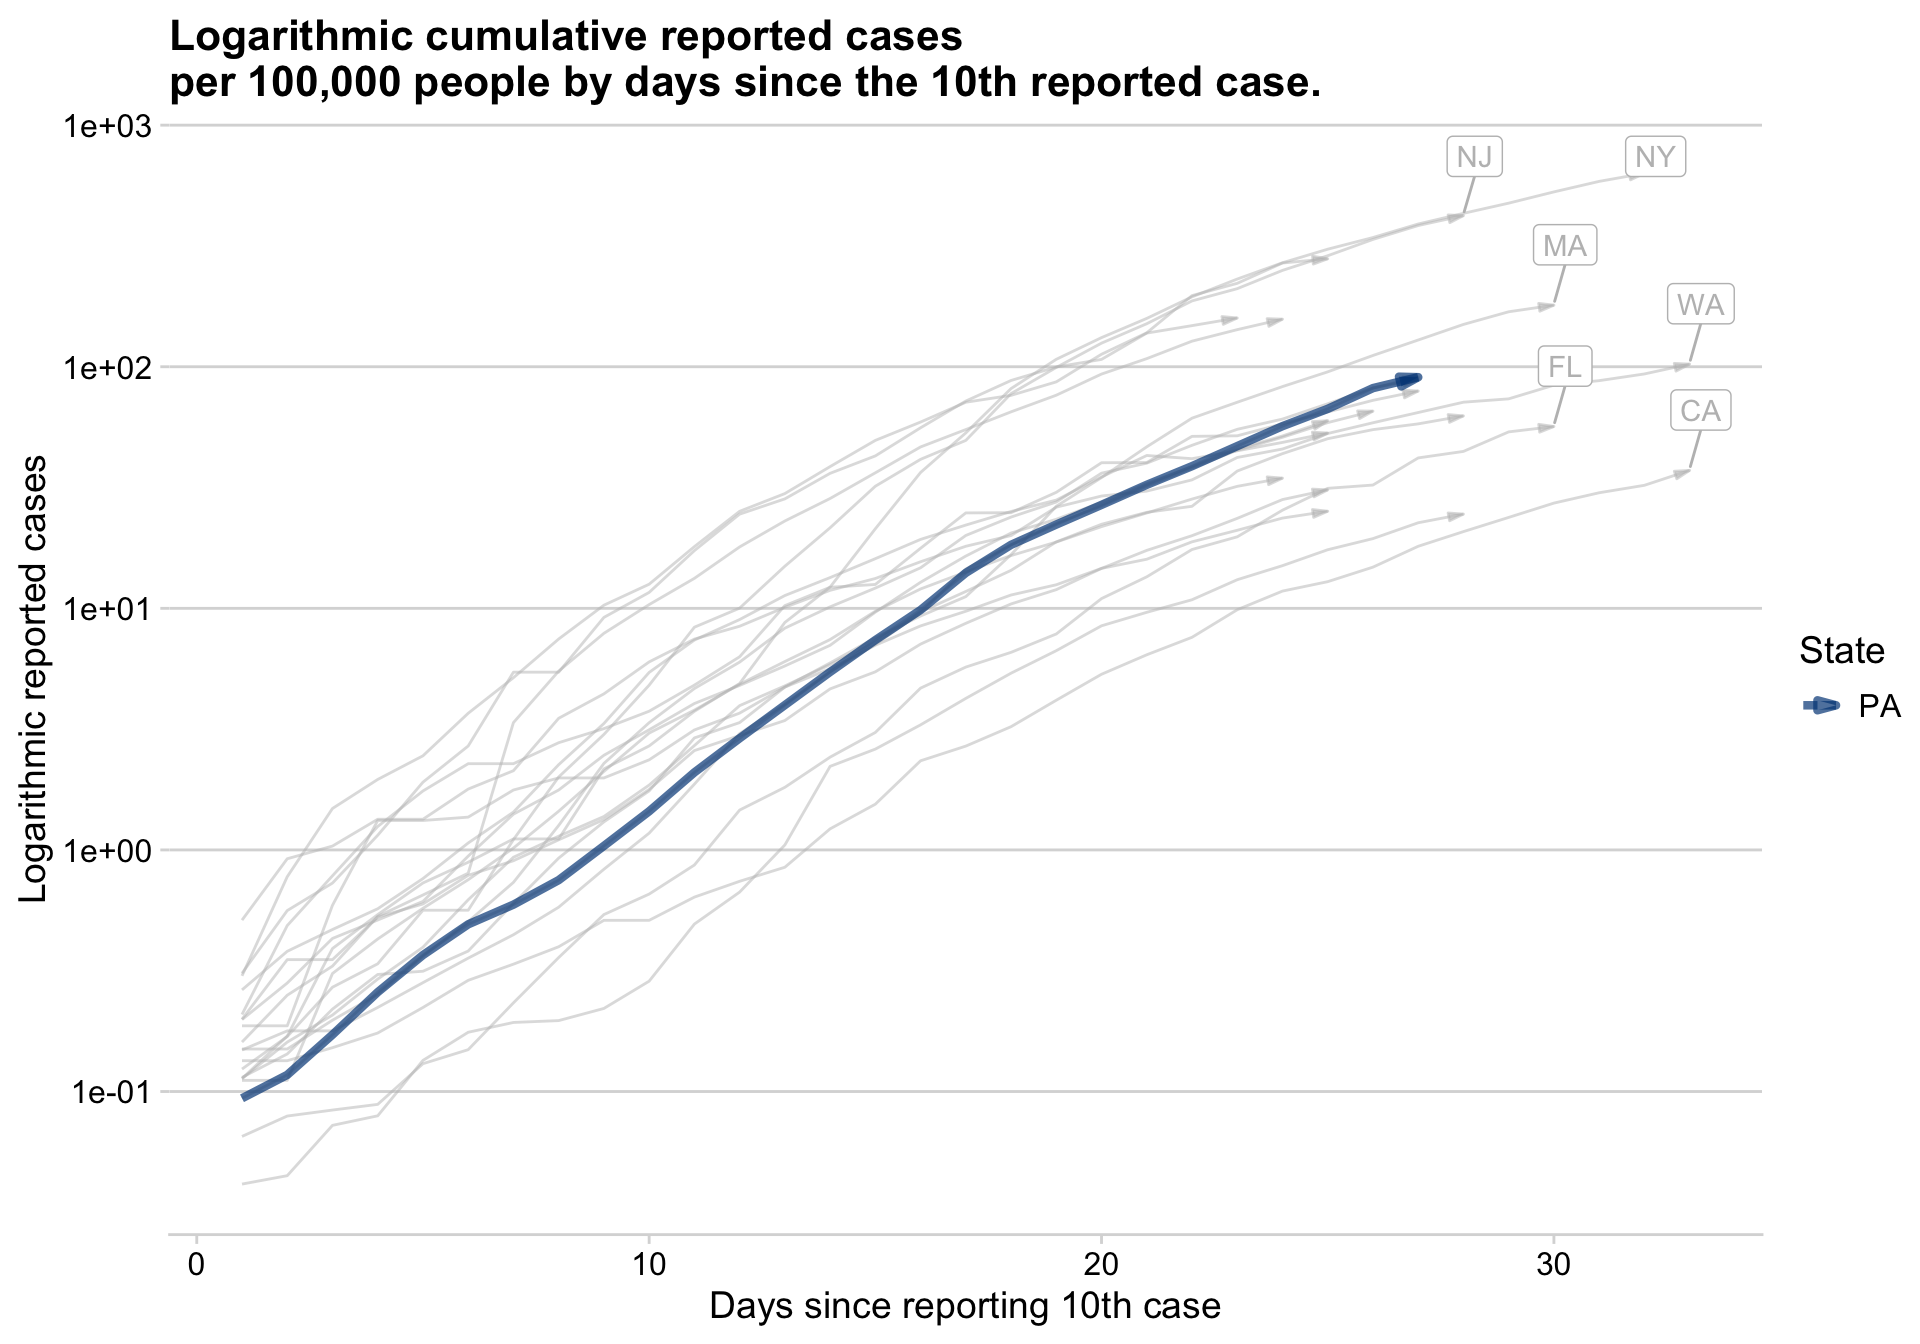 Logarithmic cumulative reported cases
per 100,000 people by days since the 10th reported case.
1e+03
1e+02
1e+01
1e+00
1e-01
Logarithmic reported cases
NJ
NY
MA
WA
FL
CA
State
PA
0
10
20
30
Days since reporting 10th case